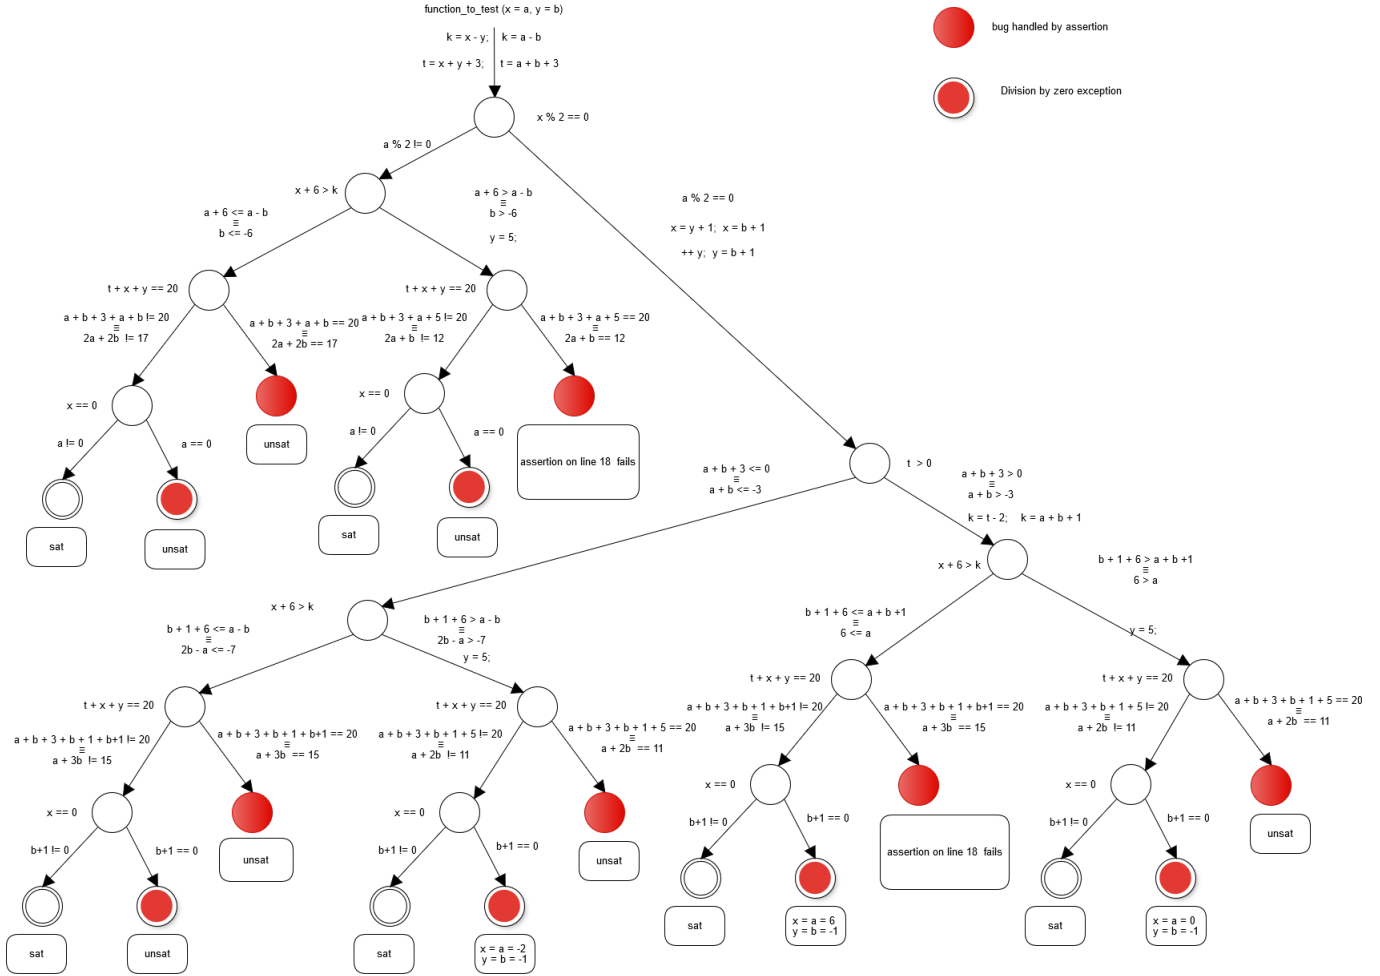 function_to_test (x = a, y = b)
k = x - y; k = a - b
t = x + y + 3; t = a + b + 3
bug handled by assertion
Division by zero exception
x % 2 == 0
a % 2 != 0
a % 2 == 0
x = y + 1; x = b + 1
++ y; y = b + 1
x + 6 > k
a + 6 <= a - b
≡
b <= -6
a + 6 > a - b
≡
b > -6
y = 5;
t + x + y == 20
a + b + 3 + a + b != 20
≡
2a + 2b != 17
a + b + 3 + a + b == 20
≡
2a + 2b == 17
t + x + y == 20
a + b + 3 + a + 5 != 20
≡
2a + b != 12
a + b + 3 + a + 5 == 20
≡
2a + b == 12
x == 0
a != 0
a == 0
unsat
sat
unsat
x == 0
a != 0
a == 0
assertion on line 18 fails
sat
unsat
t > 0
a + b + 3 <= 0
≡
a + b <= -3
a + b + 3 > 0
≡
a + b > -3
k = t - 2; k = a + b + 1
x + 6 > k
b + 1 + 6 <= a - b
≡
2b - a <= -7
b + 1 + 6 > a - b
≡
2b - a > -7
y = 5;
x + 6 > k
b + 1 + 6 <= a + b +1
≡
6 <= a
b + 1 + 6 > a + b +1
≡
6 > a
y = 5;
t + x + y == 20
a + b + 3 + b + 1 + b+1 != 20
≡
a + 3b != 15
a + b + 3 + b + 1 + b+1 == 20
≡
a + 3b == 15
t + x + y == 20
a + b + 3 + b + 1 + 5 != 20
≡
a + 2b != 11
a + b + 3 + b + 1 + 5 == 20
≡
a + 2b == 11
t + x + y == 20
a + b + 3 + b + 1 + b+1 != 20
≡
a + 3b != 15
a + b + 3 + b + 1 + b+1 == 20
≡
a + 3b == 15
t + x + y == 20
a + b + 3 + b + 1 + 5 != 20
≡
a + 2b != 11
a + b + 3 + b + 1 + 5 == 20
≡
a + 2b == 11
x == 0
b+1 != 0
b+1 == 0
unsat
sat
unsat
x == 0
b+1 != 0
b+1 == 0
unsat
sat
x = a = -2
y = b = -1
x == 0
b+1 != 0
b+1 == 0
assertion on line 18 fails
sat
x = a = 6
y = b = -1
x == 0
b+1 != 0
b+1 == 0
unsat
sat
x = a = 0
y = b = -1